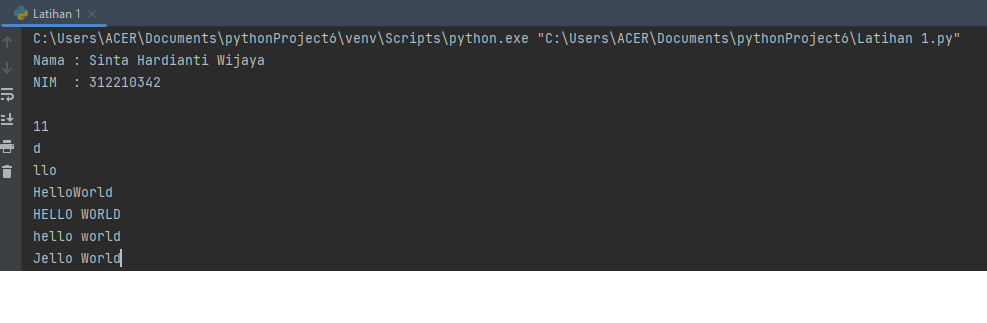 Latihan 1
C:\Users\ACER\Documents\pythonProject6\venv\Scripts\python.exe "C:\Users\ACER\Documents\pythonProject6\Latihan 1.py"
Nama : Sinta Hardianti Wijaya
NIM  : 312210342
11
d
llo
HelloWorld
HELLO WORLD
hello world
Jello World